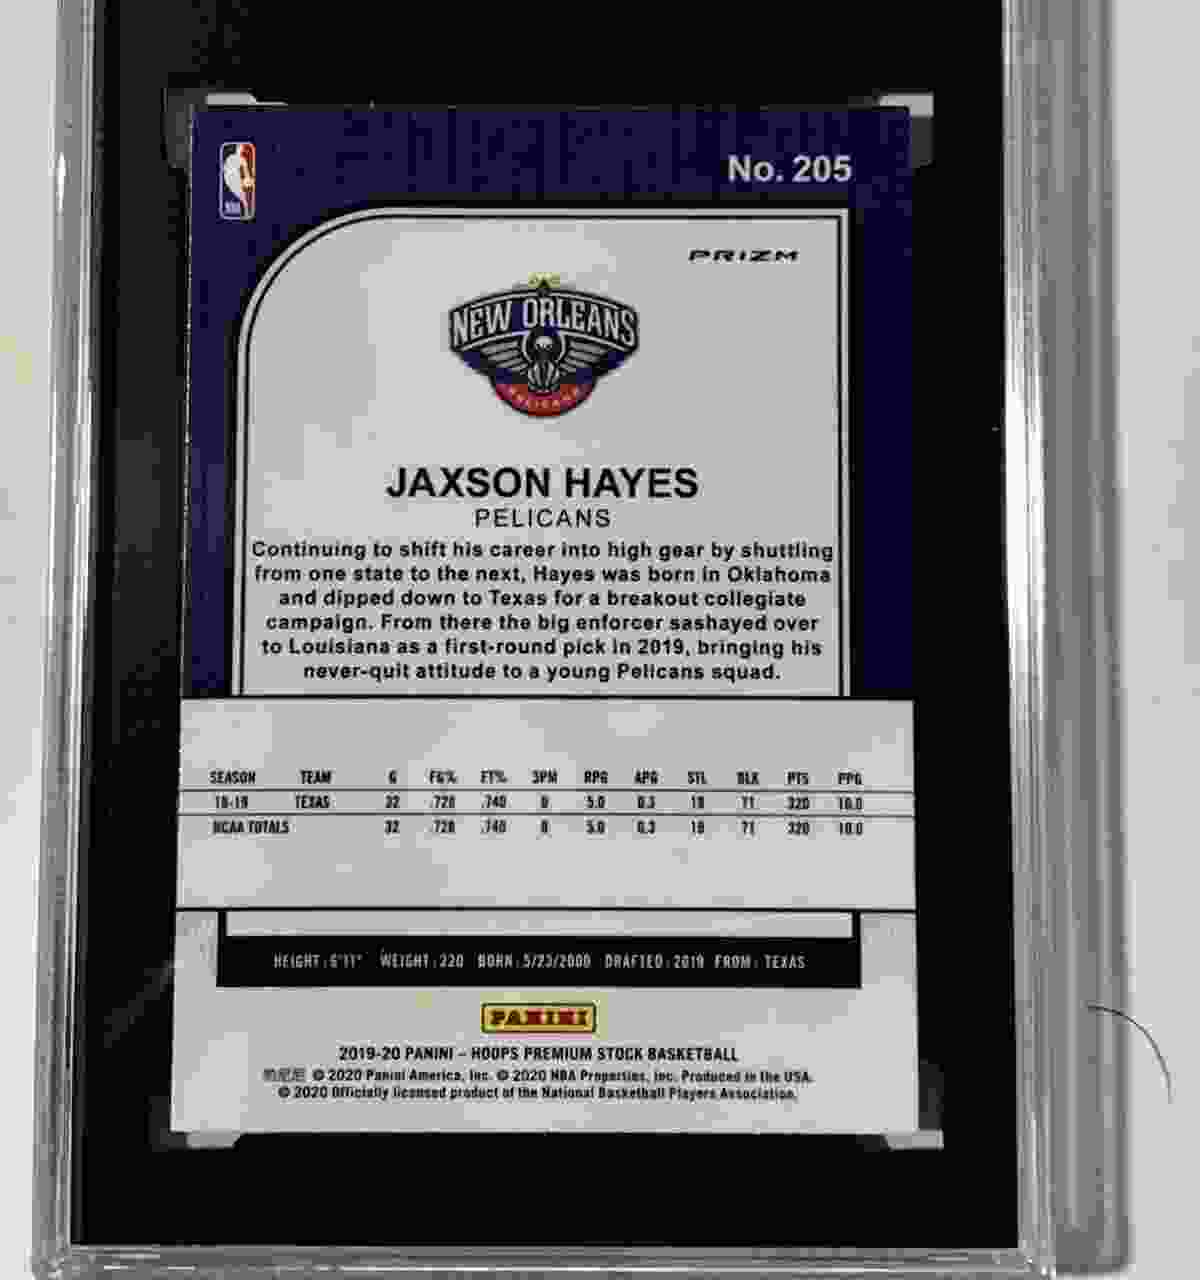 No. 205
PRIZM
NEW ORLEANS
PELICANS
JAXSON HAYES
PELICANS
Continuing to shift his career into high gear by shuttling
from one state to the next, Hayes was born in Oklahoma
and dipped down to Texas for a breakout collegiate
campaign. From there the big enforcer sashayed over
to Louisiana as a first-round pick in 2019, bringing his
never-quit attitude to a young Pelicans squad.
SEASON TEAM G FG% FT% 3PM RPG APG STL BLK PTS PPG
18-19 TEXAS 32 .728 .740 0 5.0 0.3 19 71 320 10.0
NCAA TOTALS 32 .728 .740 0 5.0 0.3 19 71 320 10.0
HEIGHT: 6'11" WEIGHT: 220 BORN: 5/23/2000 DRAFTED: 2019 FROM: TEXAS
PANINI
2019-20 PANINI – HOOPS PREMIUM STOCK BASKETBALL
© 2020 Panini America, Inc. © 2020 NBA Properties, Inc. Produced in the USA.
© 2020 Officially licensed product of the National Basketball Players Association.